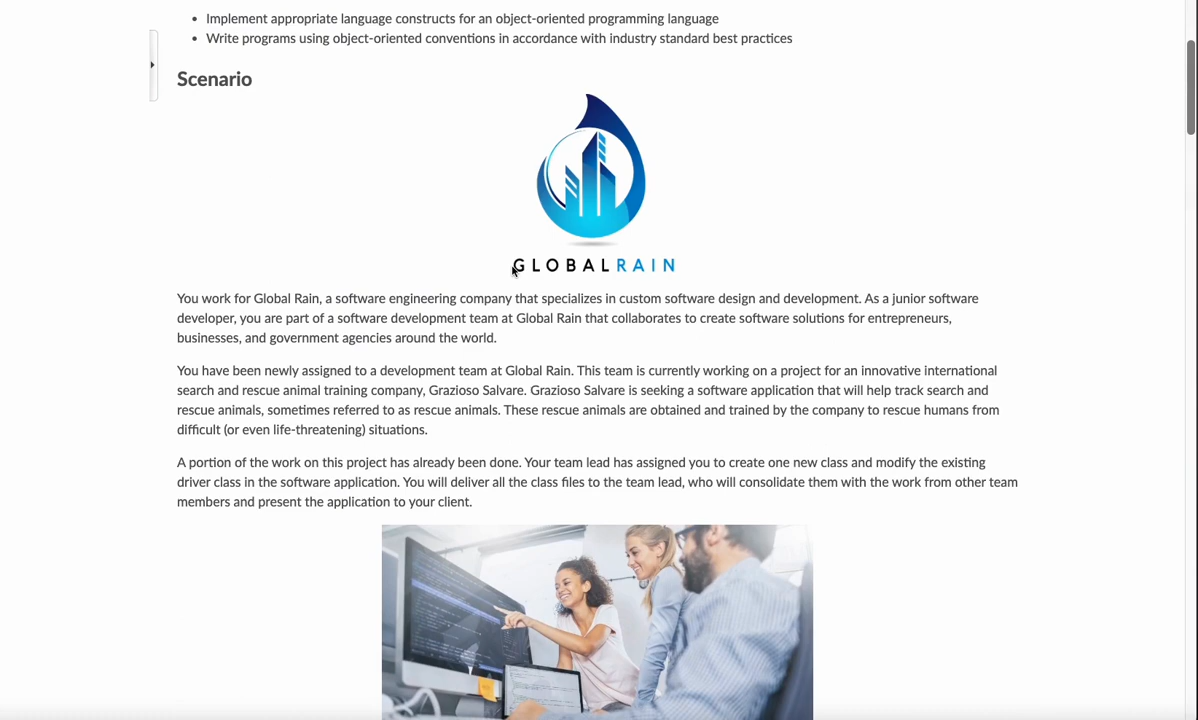 Implement appropriate language constructs for an object-oriented programming language
Write programs using object-oriented conventions in accordance with industry standard best practices
Scenario
GLOBALRAIN
You work for Global Rain, a software engineering company that specializes in custom software design and development. As a junior software
developer, you are part of a software development team at Global Rain that collaborates to create software solutions for entrepreneurs,
businesses, and government agencies around the world.
You have been newly assigned to a development team at Global Rain. This team is currently working on a project for an innovative international
search and rescue animal training company, Grazioso Salvare. Grazioso Salvare is seeking a software application that will help track search and
rescue animals, sometimes referred to as rescue animals. These rescue animals are obtained and trained by the company to rescue humans from
difficult (or even life-threatening) situations.
A portion of the work on this project has already been done. Your team lead has assigned you to create one new class and modify the existing
driver class in the software application. You will deliver all the class files to the team lead, who will consolidate them with the work from other team
members and present the application to your client.